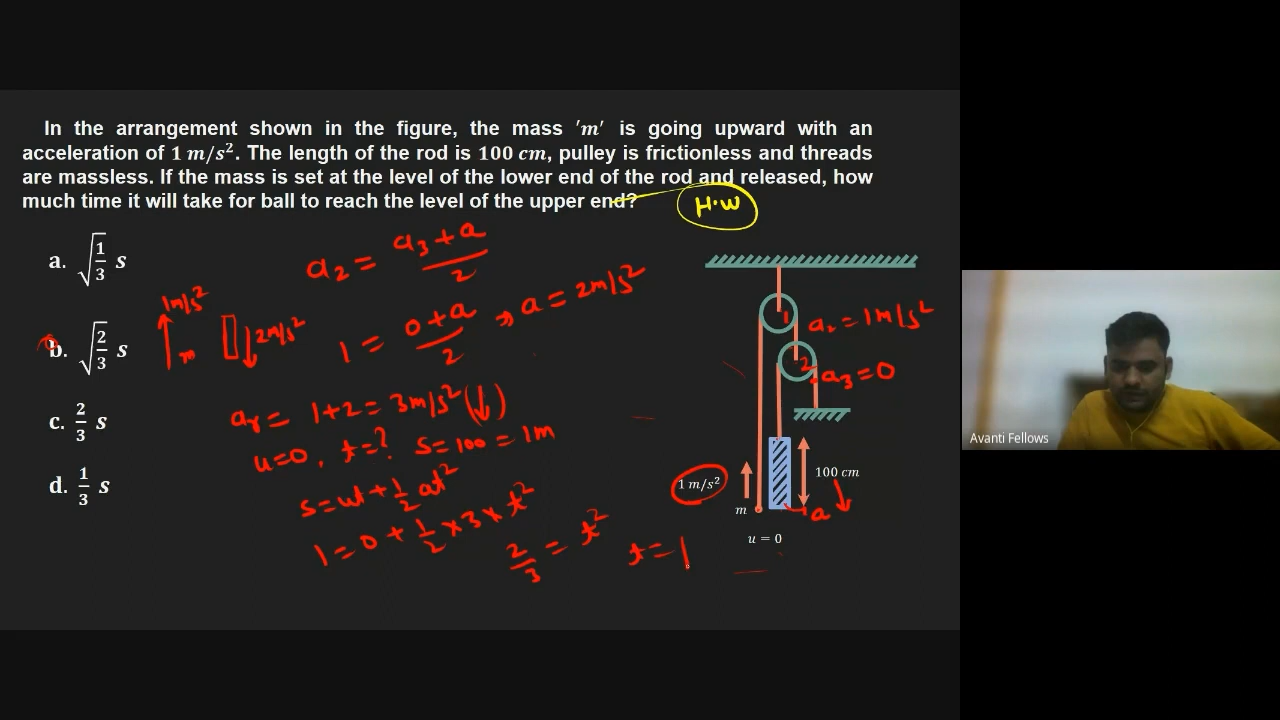 In the arrangement shown in the figure, the mass ′m′ is going upward with an
acceleration of 1 m/s². The length of the rod is 100 cm, pulley is frictionless and threads
are massless. If the mass is set at the level of the lower end of the rod and released, how
much time it will take for ball to reach the level of the upper end?
H.W
a. √(1/3) s
b. √(2/3) s
c. 2/3 s
d. 1/3 s
1m/s²
m
2m/s²
a₂ = (a₃ + a)/2
1 = (0 + a)/2 ⇒ a = 2m/s²
aᵣ = 1+2 = 3m/s² (↓)
u=0, t=? s=100 = 1m
s=ut+½at²
1=0+½×3×t²
2/3 = t²
t=1
1
a₂=1m/s²
2
a₃=0
100 cm
1 m/s²
m
a
u = 0
Avanti Fellows